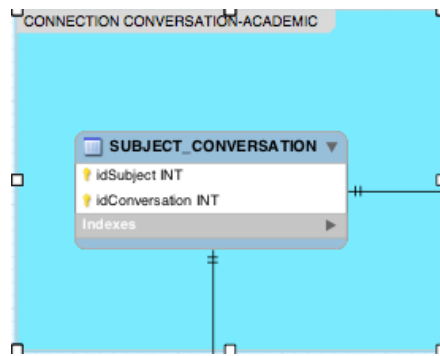 CONNECTION CONVERSATION-ACADEMIC
SUBJECT_CONVERSATION
idSubject INT
idConversation INT
Indexes